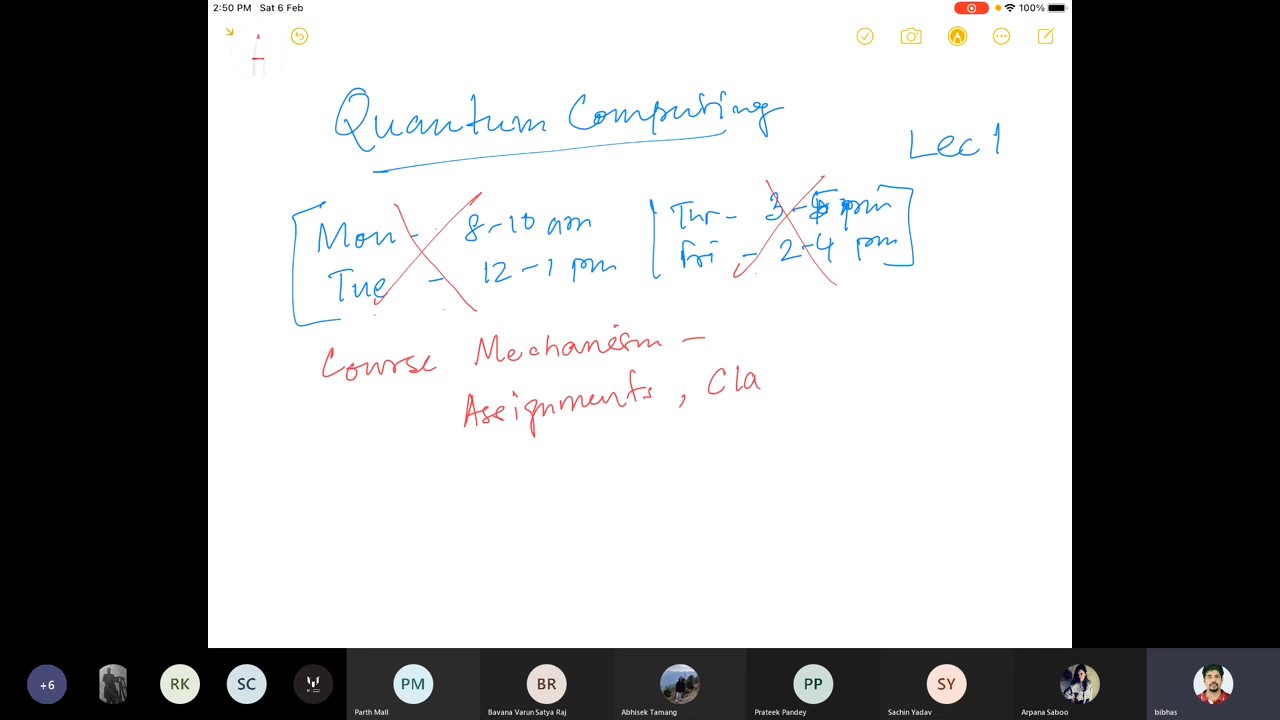 2:50 PM Sat 6 Feb
100%
Quantum Computing
Lec 1
Mon - 8-10 am
Tue - 12-1 pm
Tur - 3- pm
Fri - 2-4 pm
Course Mechanism -
Assignments, Cla
+6
RK
SC
PM
BR
PP
SY
Parth Mall
Bavana Varun Satya Raj
Abhisek Tamang
Prateek Pandey
Sachin Yadav
Arpana Saboo
bibhas